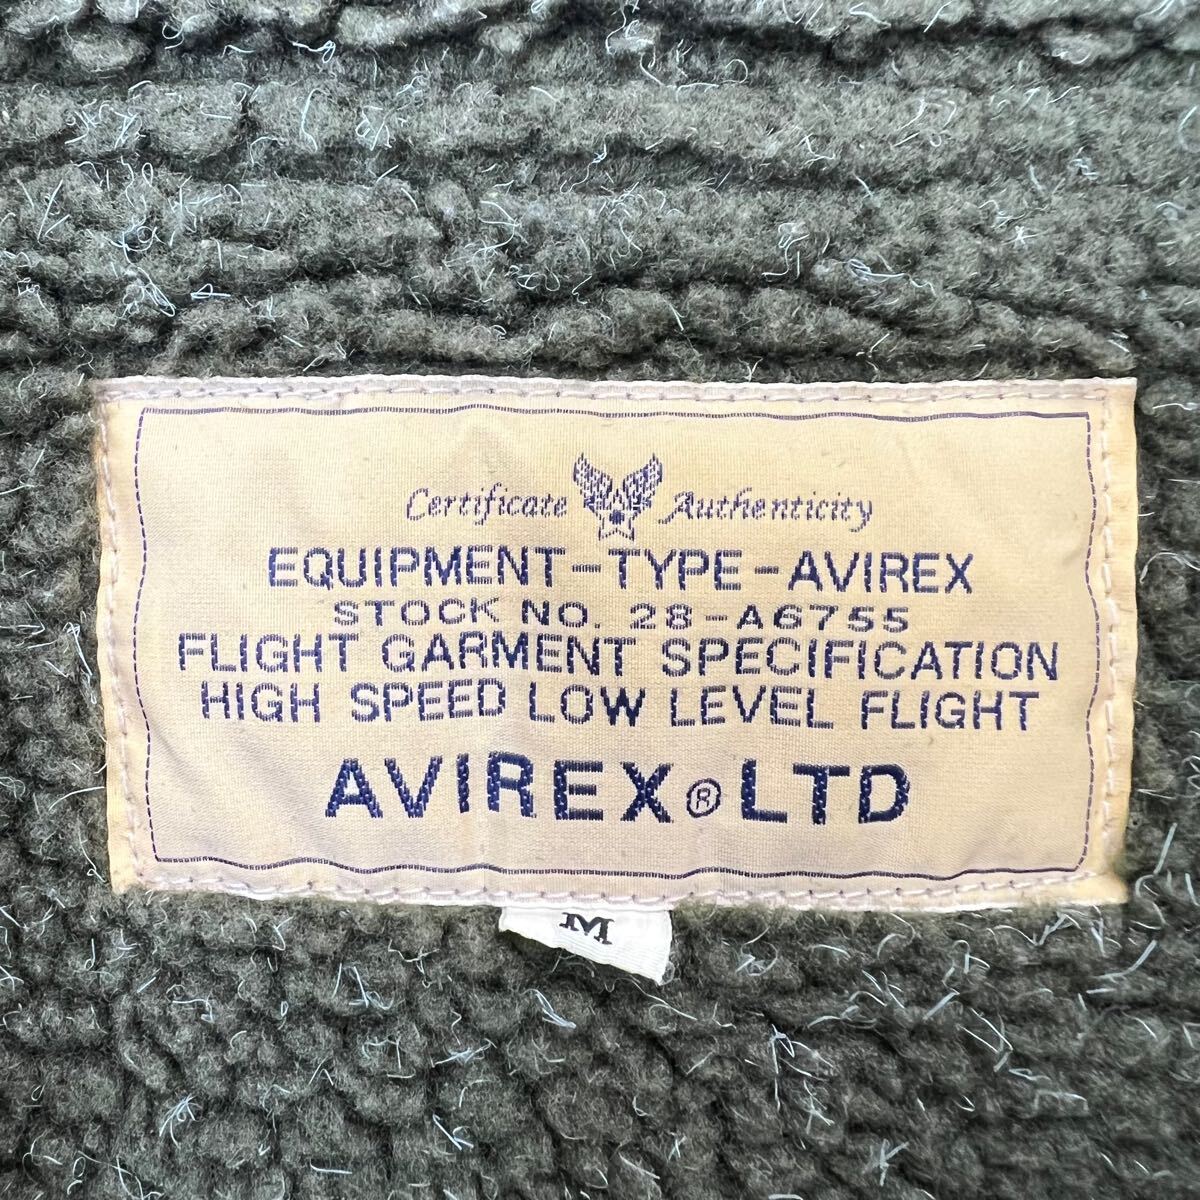 Certificate Authenticity
EQUIPMENT-TYPE-AVIREX
STOCK NO. 28-A6755
FLIGHT GARMENT SPECIFICATION
HIGH SPEED LOW LEVEL FLIGHT
AVIREX® LTD
M